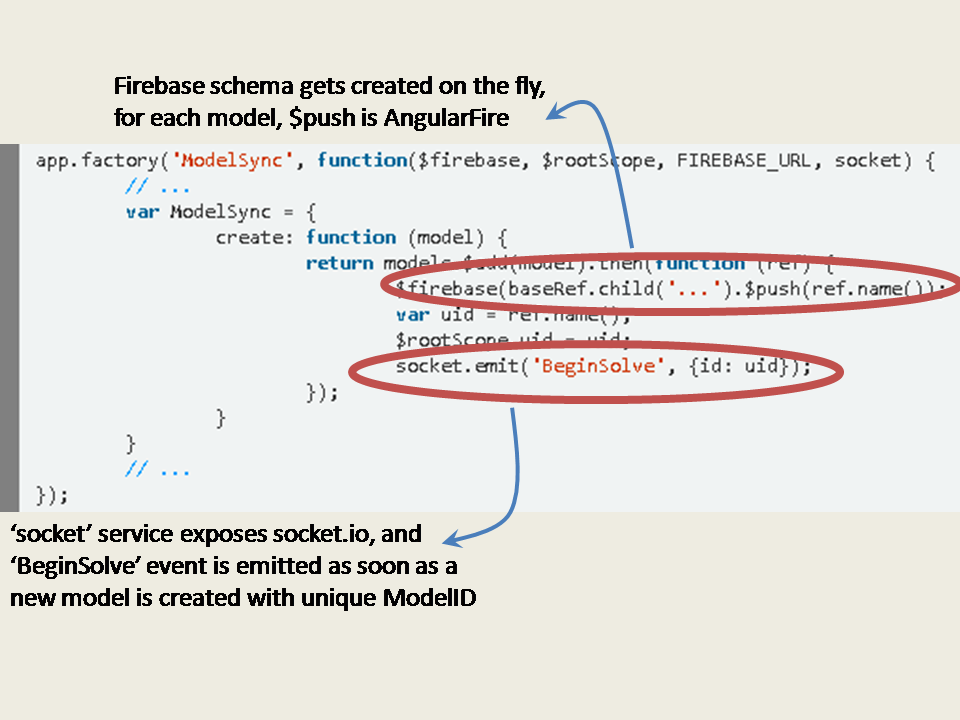 Firebase schema gets created on the fly,
for each model, $push is AngularFire
app.factory('ModelSync', function($firebase, $rootScope, FIREBASE_URL, socket) {
// ...
var ModelSync = {
create: function (model) {
return models.$add(model).then(function (ref) {
$firebase(baseRef.child('...').$push(ref.name());
var uid = ref.name();
$rootScope.uid = uid;
socket.emit('BeginSolve', {id: uid});
});
}
}
// ...
});
‘socket’ service exposes socket.io, and
‘BeginSolve’ event is emitted as soon as a
new model is created with unique ModelID